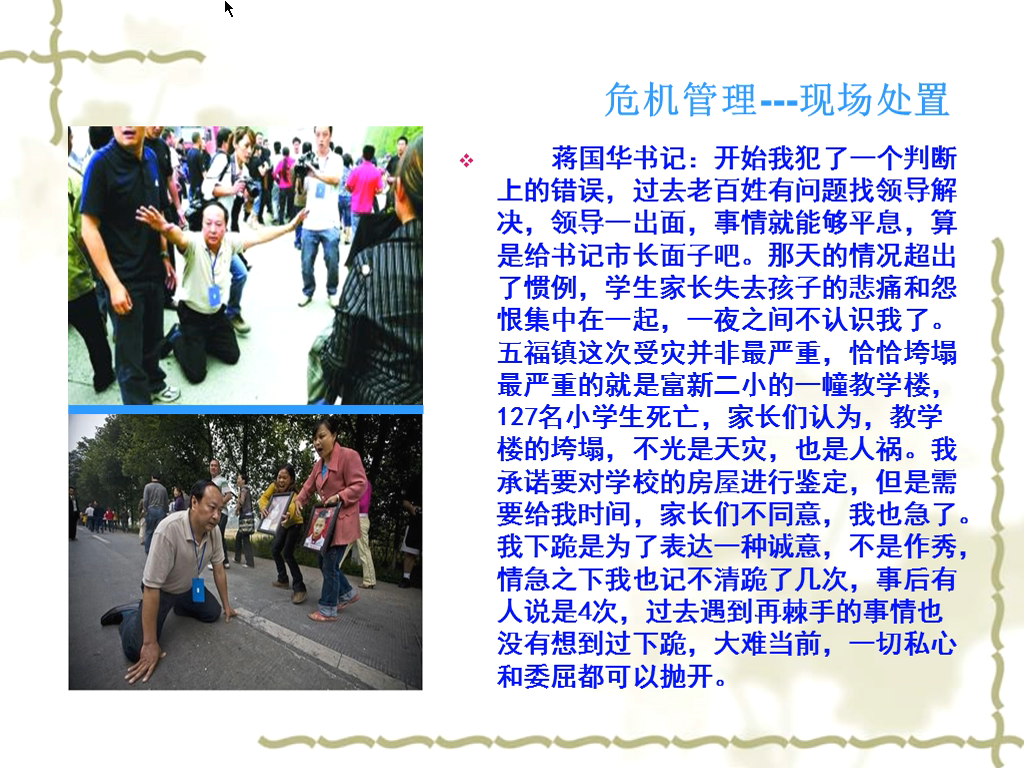 危机管理---现场处置
蒋国华书记：开始我犯了一个判断
上的错误，过去老百姓有问题找领导解
决，领导一出面，事情就能够平息，算
是给书记市长面子吧。那天的情况超出
了惯例，学生家长失去孩子的悲痛和怨
恨集中在一起，一夜之间不认识我了。
五福镇这次受灾并非最严重，恰恰垮塌
最严重的就是富新二小的一幢教学楼，
127名小学生死亡，家长们认为，教学
楼的垮塌，不光是天灾，也是人祸。我
承诺要对学校的房屋进行鉴定，但是需
要给我时间，家长们不同意，我也急了。
我下跪是为了表达一种诚意，不是作秀，
情急之下我也记不清跪了几次，事后有
人说是4次，过去遇到再棘手的事情也
没有想到过下跪，大难当前，一切私心
和委屈都可以抛开。